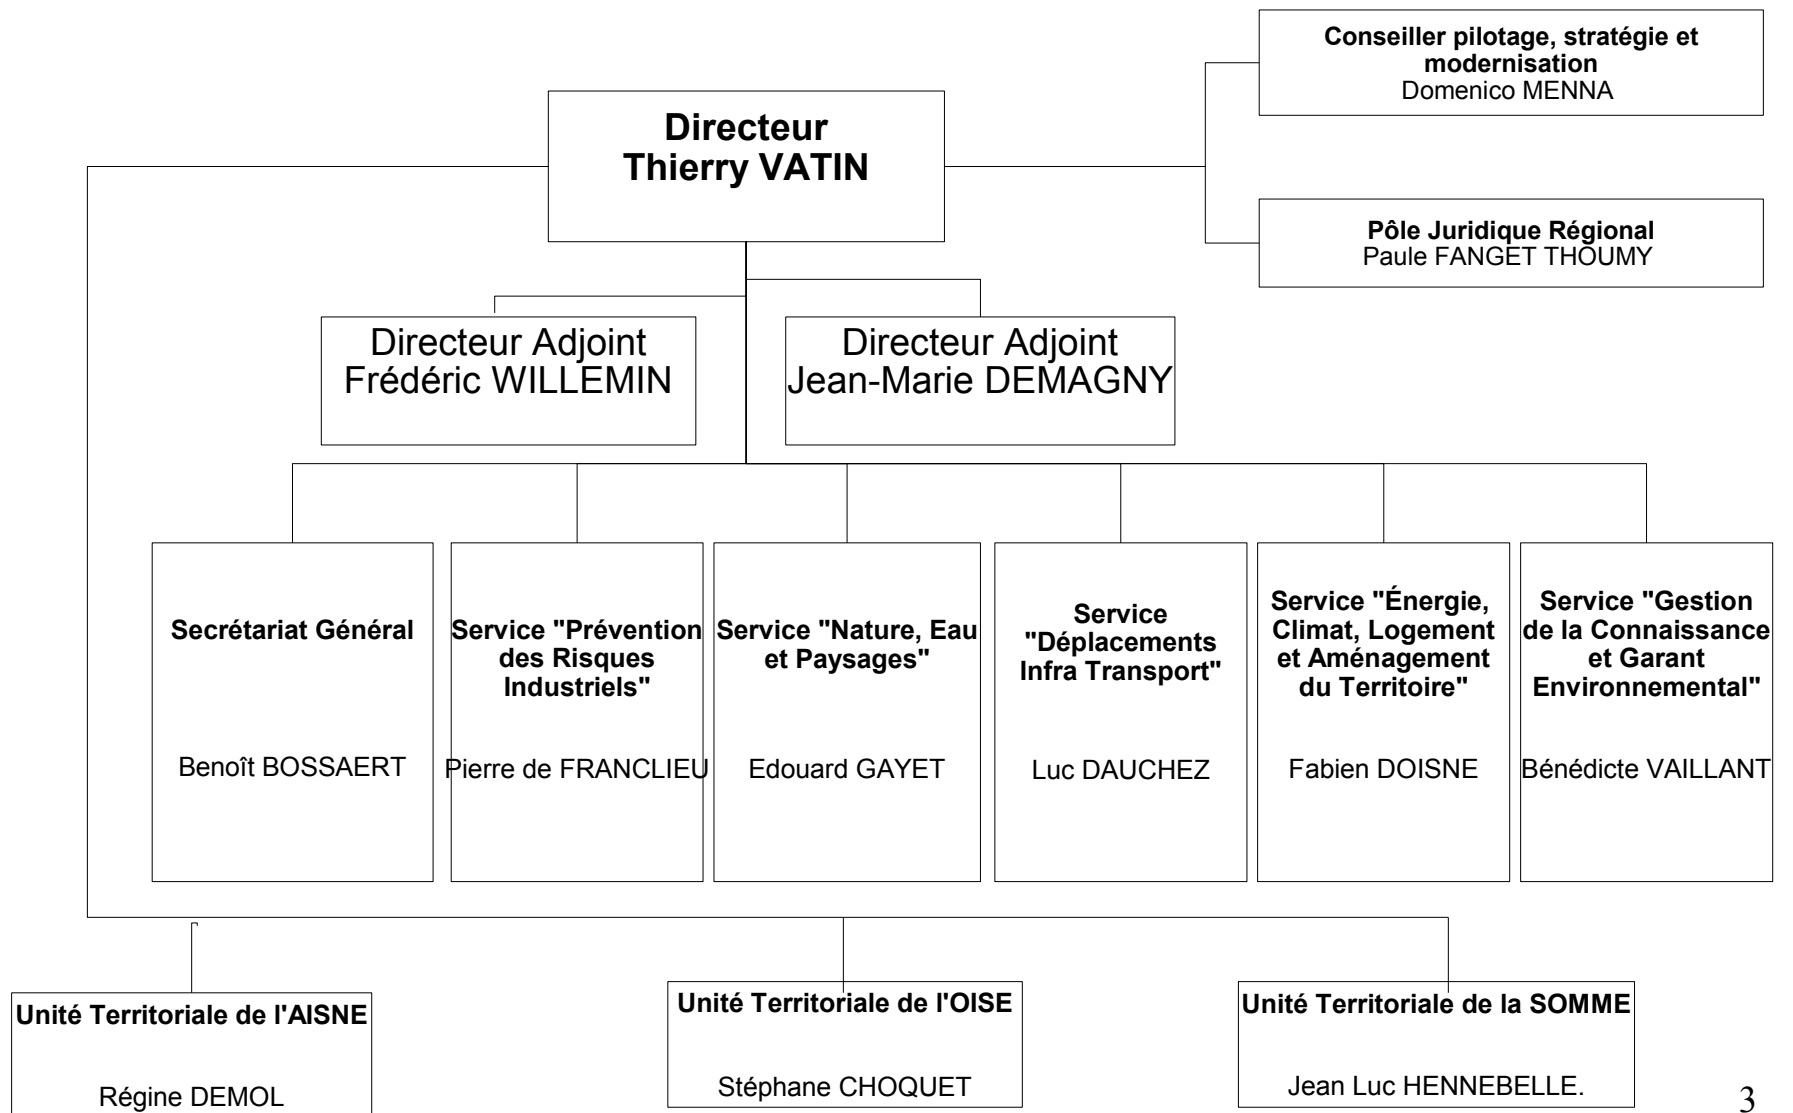 Conseiller pilotage, stratégie et
modernisation
Domenico MENNA
Directeur
Thierry VATIN
Pôle Juridique Régional
Paule FANGET THOUMY
Directeur Adjoint
Frédéric WILLEMIN
Directeur Adjoint
Jean-Marie DEMAGNY
Secrétariat Général
Benoît BOSSAERT
Service "Prévention
des Risques
Industriels"
Pierre de FRANCLIEU
Service "Nature, Eau
et Paysages"
Edouard GAYET
Service
"Déplacements
Infra Transport"
Luc DAUCHEZ
Service "Énergie,
Climat, Logement
et Aménagement
du Territoire"
Fabien DOISNE
Service "Gestion
de la Connaissance
et Garant
Environnemental"
Bénédicte VAILLANT
Unité Territoriale de l'AISNE
Régine DEMOL
Unité Territoriale de l'OISE
Stéphane CHOQUET
Unité Territoriale de la SOMME
Jean Luc HENNEBELLE.
3